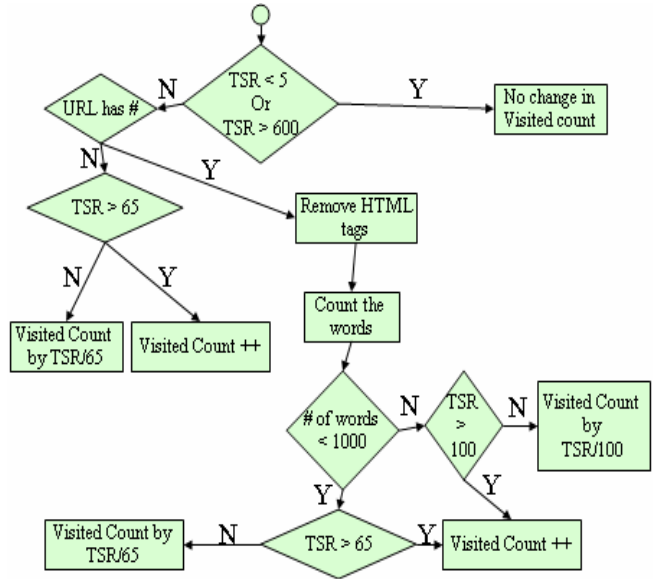 TSR < 5
Or
TSR > 600
N
Y
URL has #
No change in
Visited count
N
Y
TSR > 65
Remove HTML
tags
N
Y
Count the
words
Visited Count
by TSR/65
Visited Count ++
# of words
< 1000
N
TSR
>
100
N
Visited Count
by
TSR/100
Y
Y
Visited Count by
TSR/65
N
TSR > 65
Y
Visited Count ++